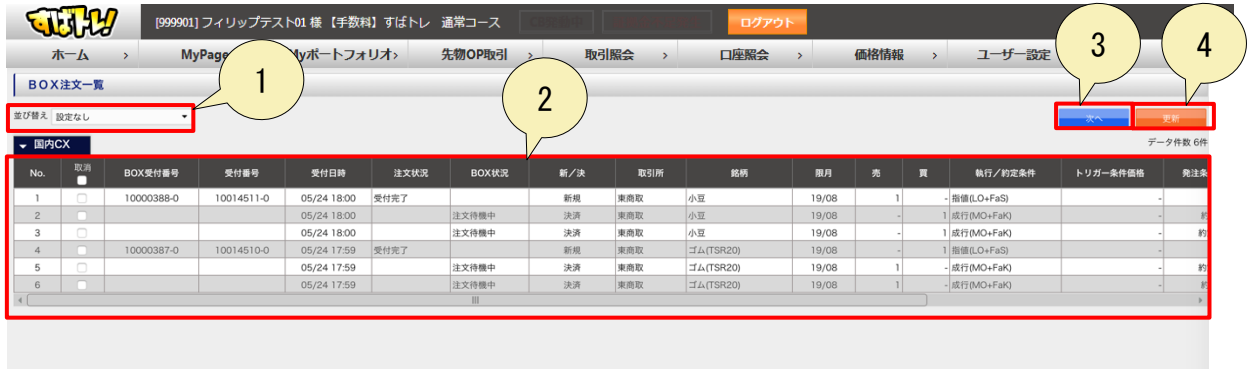 すばトレ!
[999901] フィリップテスト01 様 【手数料】すばトレ 通常コース
ログアウト
ホーム > MyPage yポートフォリオ> 先物OP取引 > 取引照会 > 口座照会 > 価格情報 > ユーザー設定
1
2
3
4
BOX注文一覧
並び替え 設定なし
次へ 更新
国内CX
データ件数 6件
No. 取消 BOX受付番号 受付番号 受付日時 注文状況 BOX状況 新/決 取引所 銘柄 限月 売 買 執行/約定条件 トリガー条件価格 発注条
1 10000388-0 10014511-0 05/24 18:00 受付完了 新規 東商取 小豆 19/08 1 - 指値(LO+FaS) -
2 05/24 18:00 注文待機中 決済 東商取 小豆 19/08 - 1 成行(MO+FaK) - 約
3 05/24 18:00 注文待機中 決済 東商取 小豆 19/08 - 1 成行(MO+FaK) - 約
4 10000387-0 10014510-0 05/24 17:59 受付完了 新規 東商取 ゴム(TSR20) 19/08 - 1 指値(LO+FaS) -
5 05/24 17:59 注文待機中 決済 東商取 ゴム(TSR20) 19/08 1 - 成行(MO+FaK) - 約
6 05/24 17:59 注文待機中 決済 東商取 ゴム(TSR20) 19/08 1 - 成行(MO+FaK) - 約